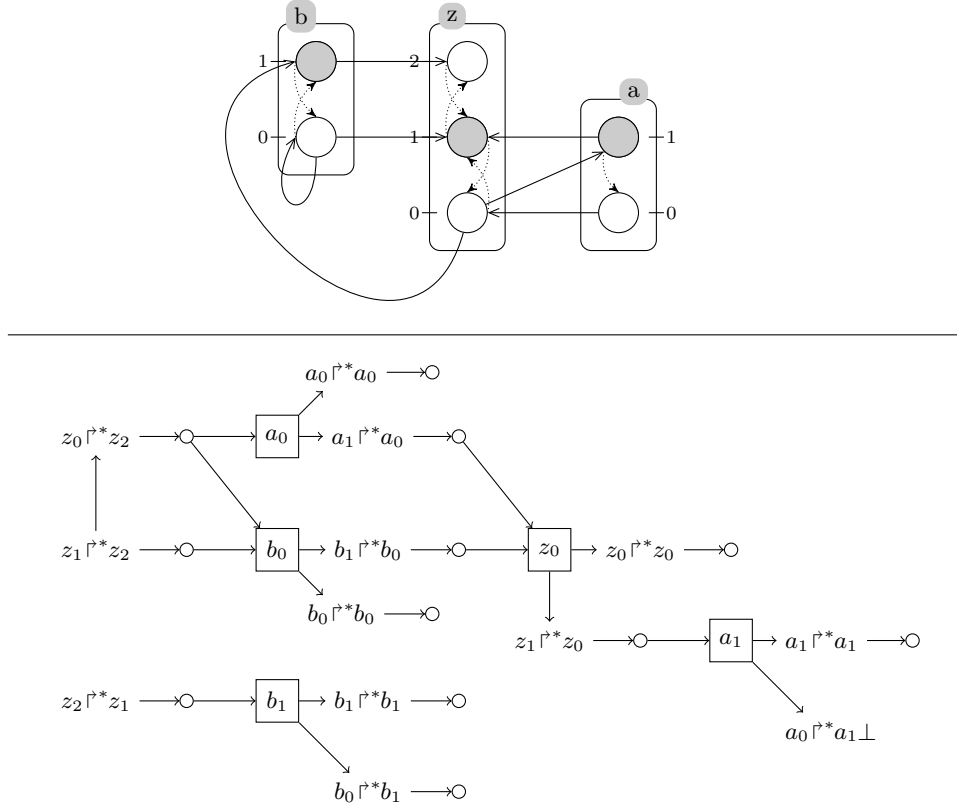 b z
a
1 2
0 1 1
0 0
a₀ ↱* a₀
z₀ ↱* z₂ a₀ a₁ ↱* a₀
z₁ ↱* z₂ b₀ b₁ ↱* b₀ z₀ z₀ ↱* z₀
b₀ ↱* b₀
z₁ ↱* z₀ a₁ a₁ ↱* a₁
z₂ ↱* z₁ b₁ b₁ ↱* b₁
a₀ ↱* a₁ ⊥
b₀ ↱* b₁